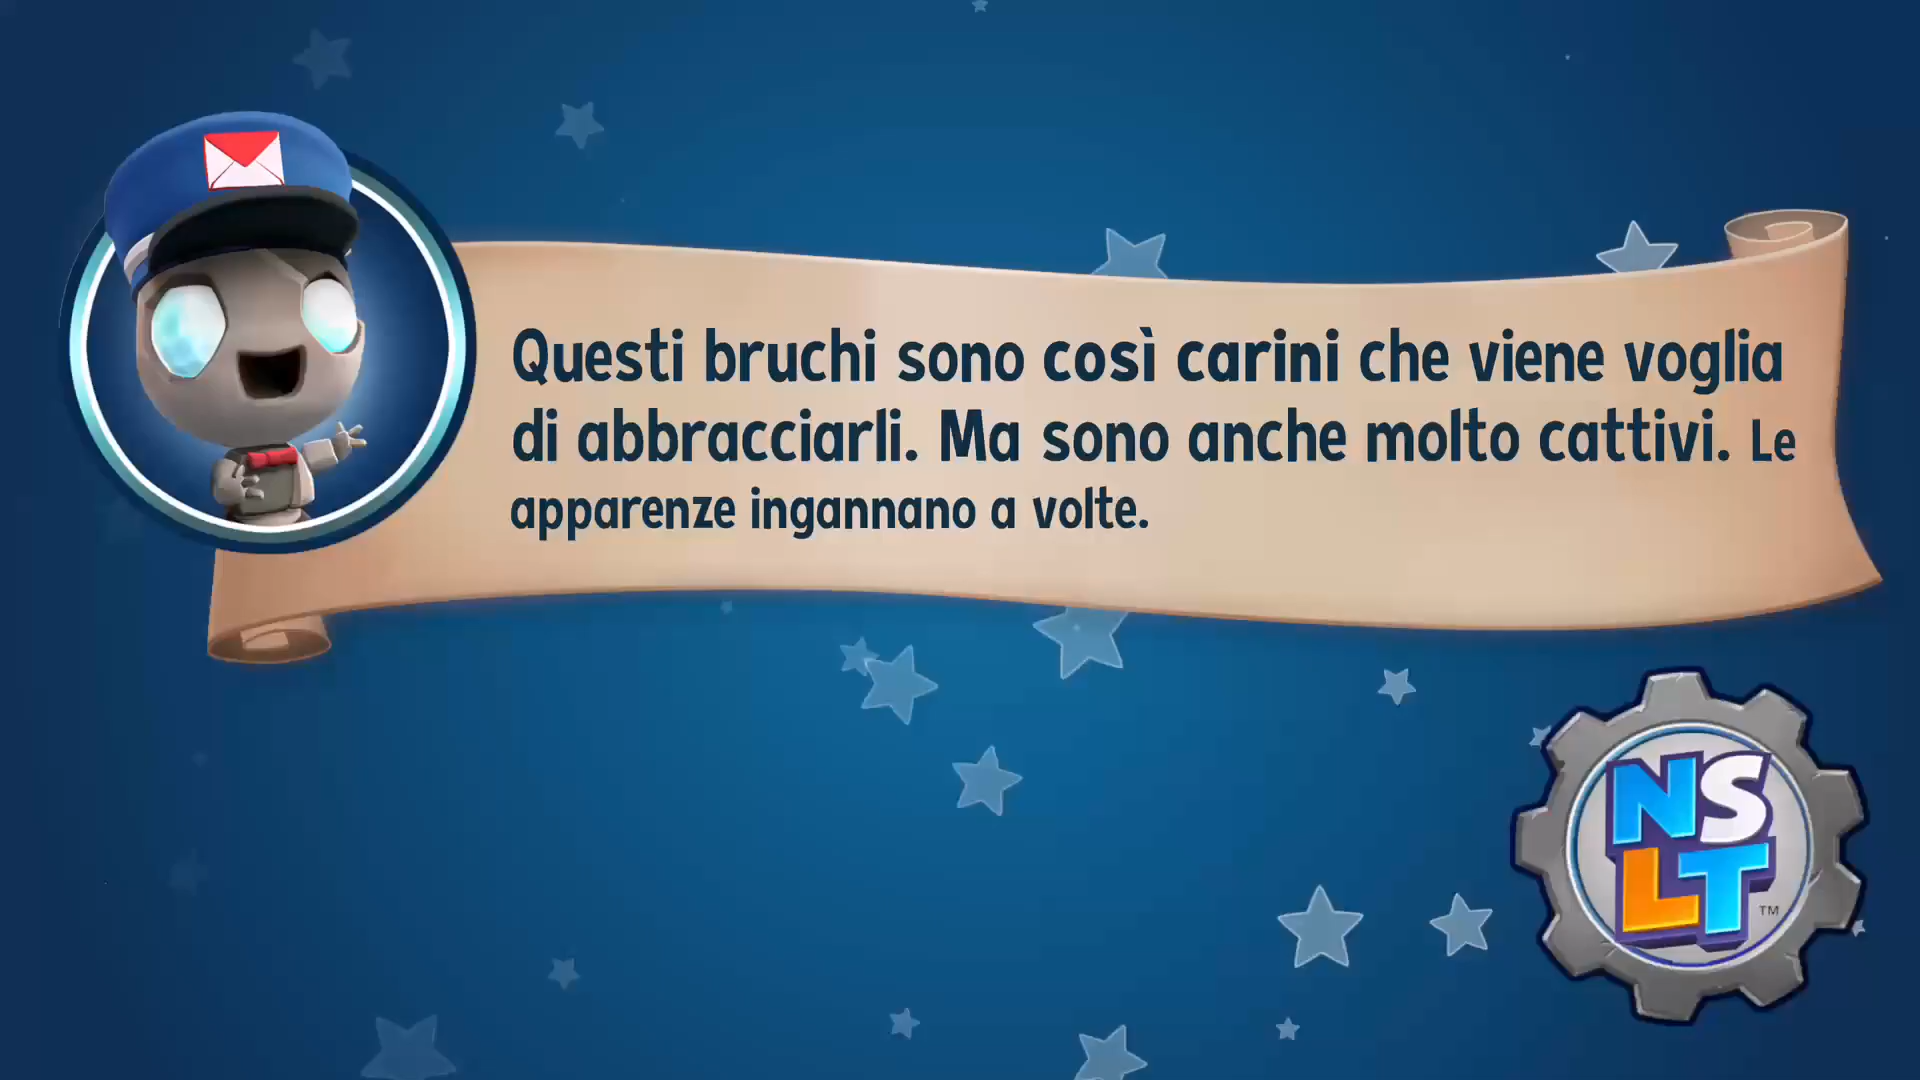 Questi bruchi sono così carini che viene voglia
di abbracciarli. Ma sono anche molto cattivi. Le
apparenze ingannano a volte.
NS
LT
TM